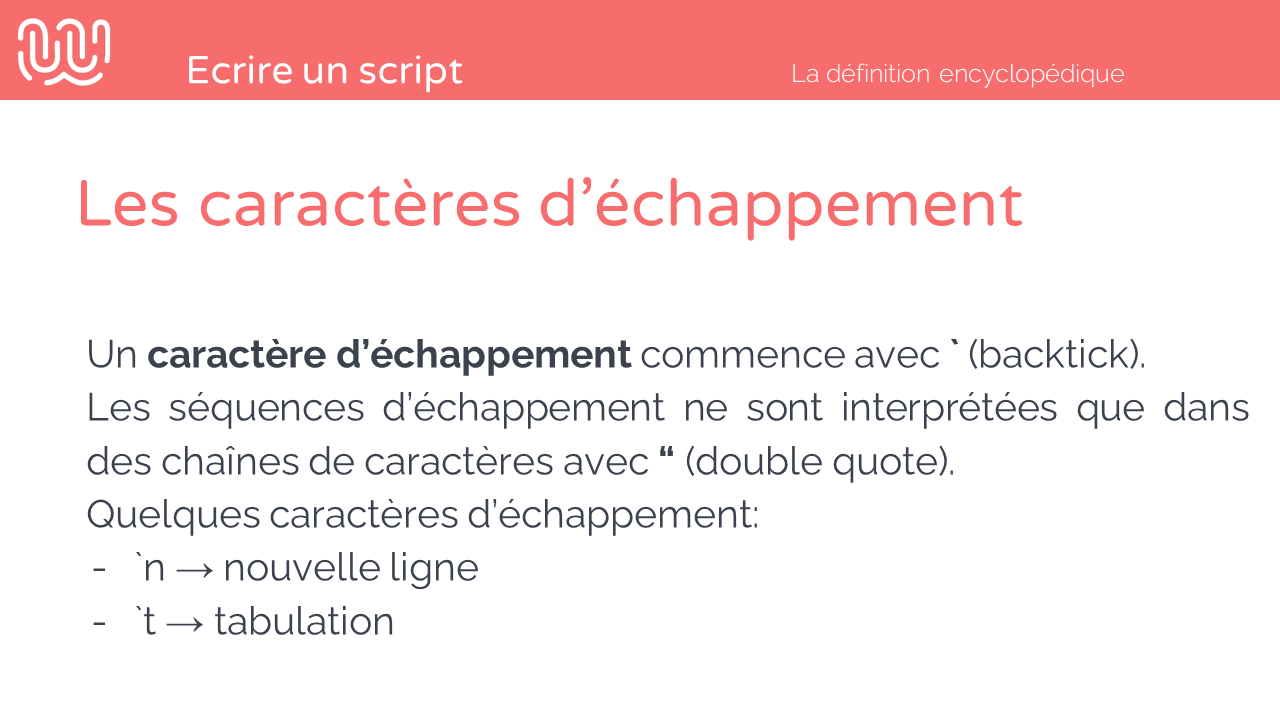 Ecrire un script
La définition encyclopédique
Les caractères d’échappement
Un caractère d’échappement commence avec ` (backtick).
Les séquences d’échappement ne sont interprétées que dans
des chaînes de caractères avec “ (double quote).
Quelques caractères d’échappement:
- `n → nouvelle ligne
- `t → tabulation